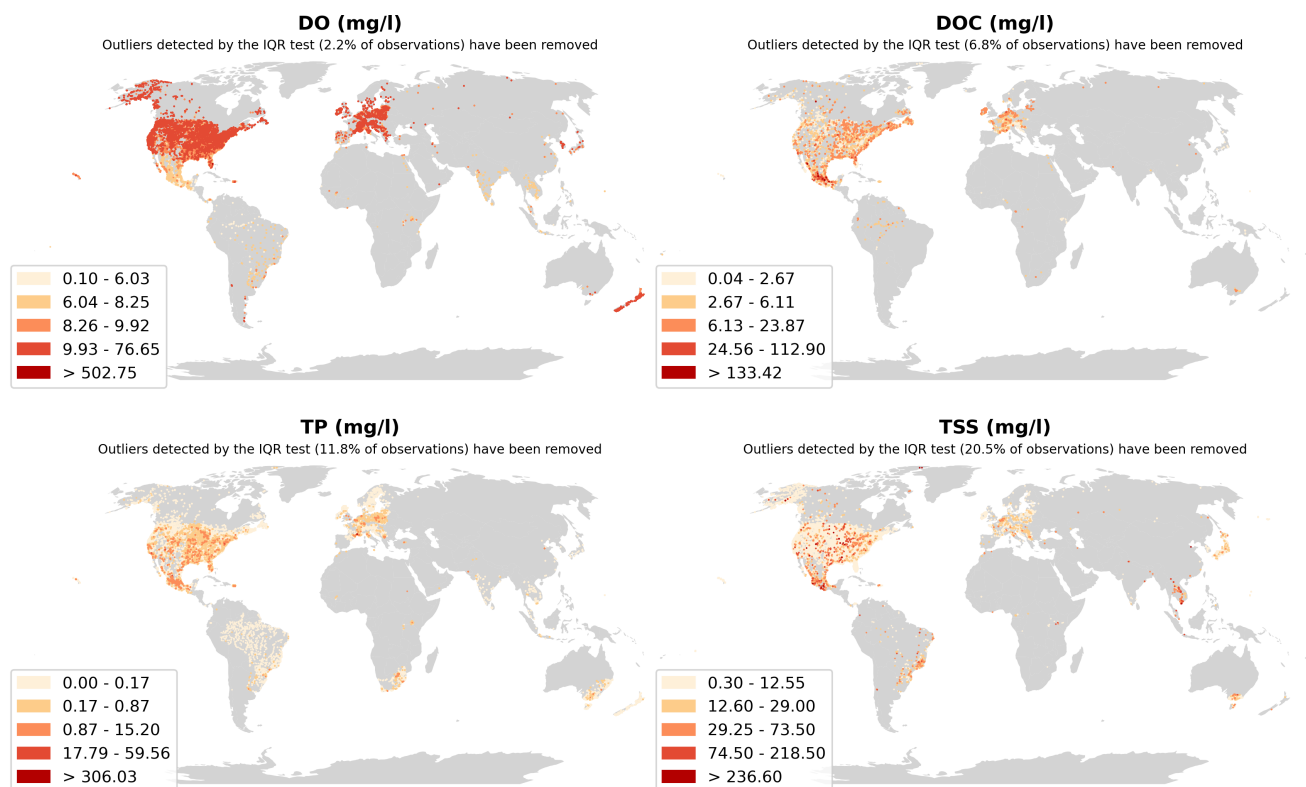 DO (mg/l)
Outliers detected by the IQR test (2.2% of observations) have been removed
0.10 - 6.03
6.04 - 8.25
8.26 - 9.92
9.93 - 76.65
> 502.75
DOC (mg/l)
Outliers detected by the IQR test (6.8% of observations) have been removed
0.04 - 2.67
2.67 - 6.11
6.13 - 23.87
24.56 - 112.90
> 133.42
TP (mg/l)
Outliers detected by the IQR test (11.8% of observations) have been removed
0.00 - 0.17
0.17 - 0.87
0.87 - 15.20
17.79 - 59.56
> 306.03
TSS (mg/l)
Outliers detected by the IQR test (20.5% of observations) have been removed
0.30 - 12.55
12.60 - 29.00
29.25 - 73.50
74.50 - 218.50
> 236.60